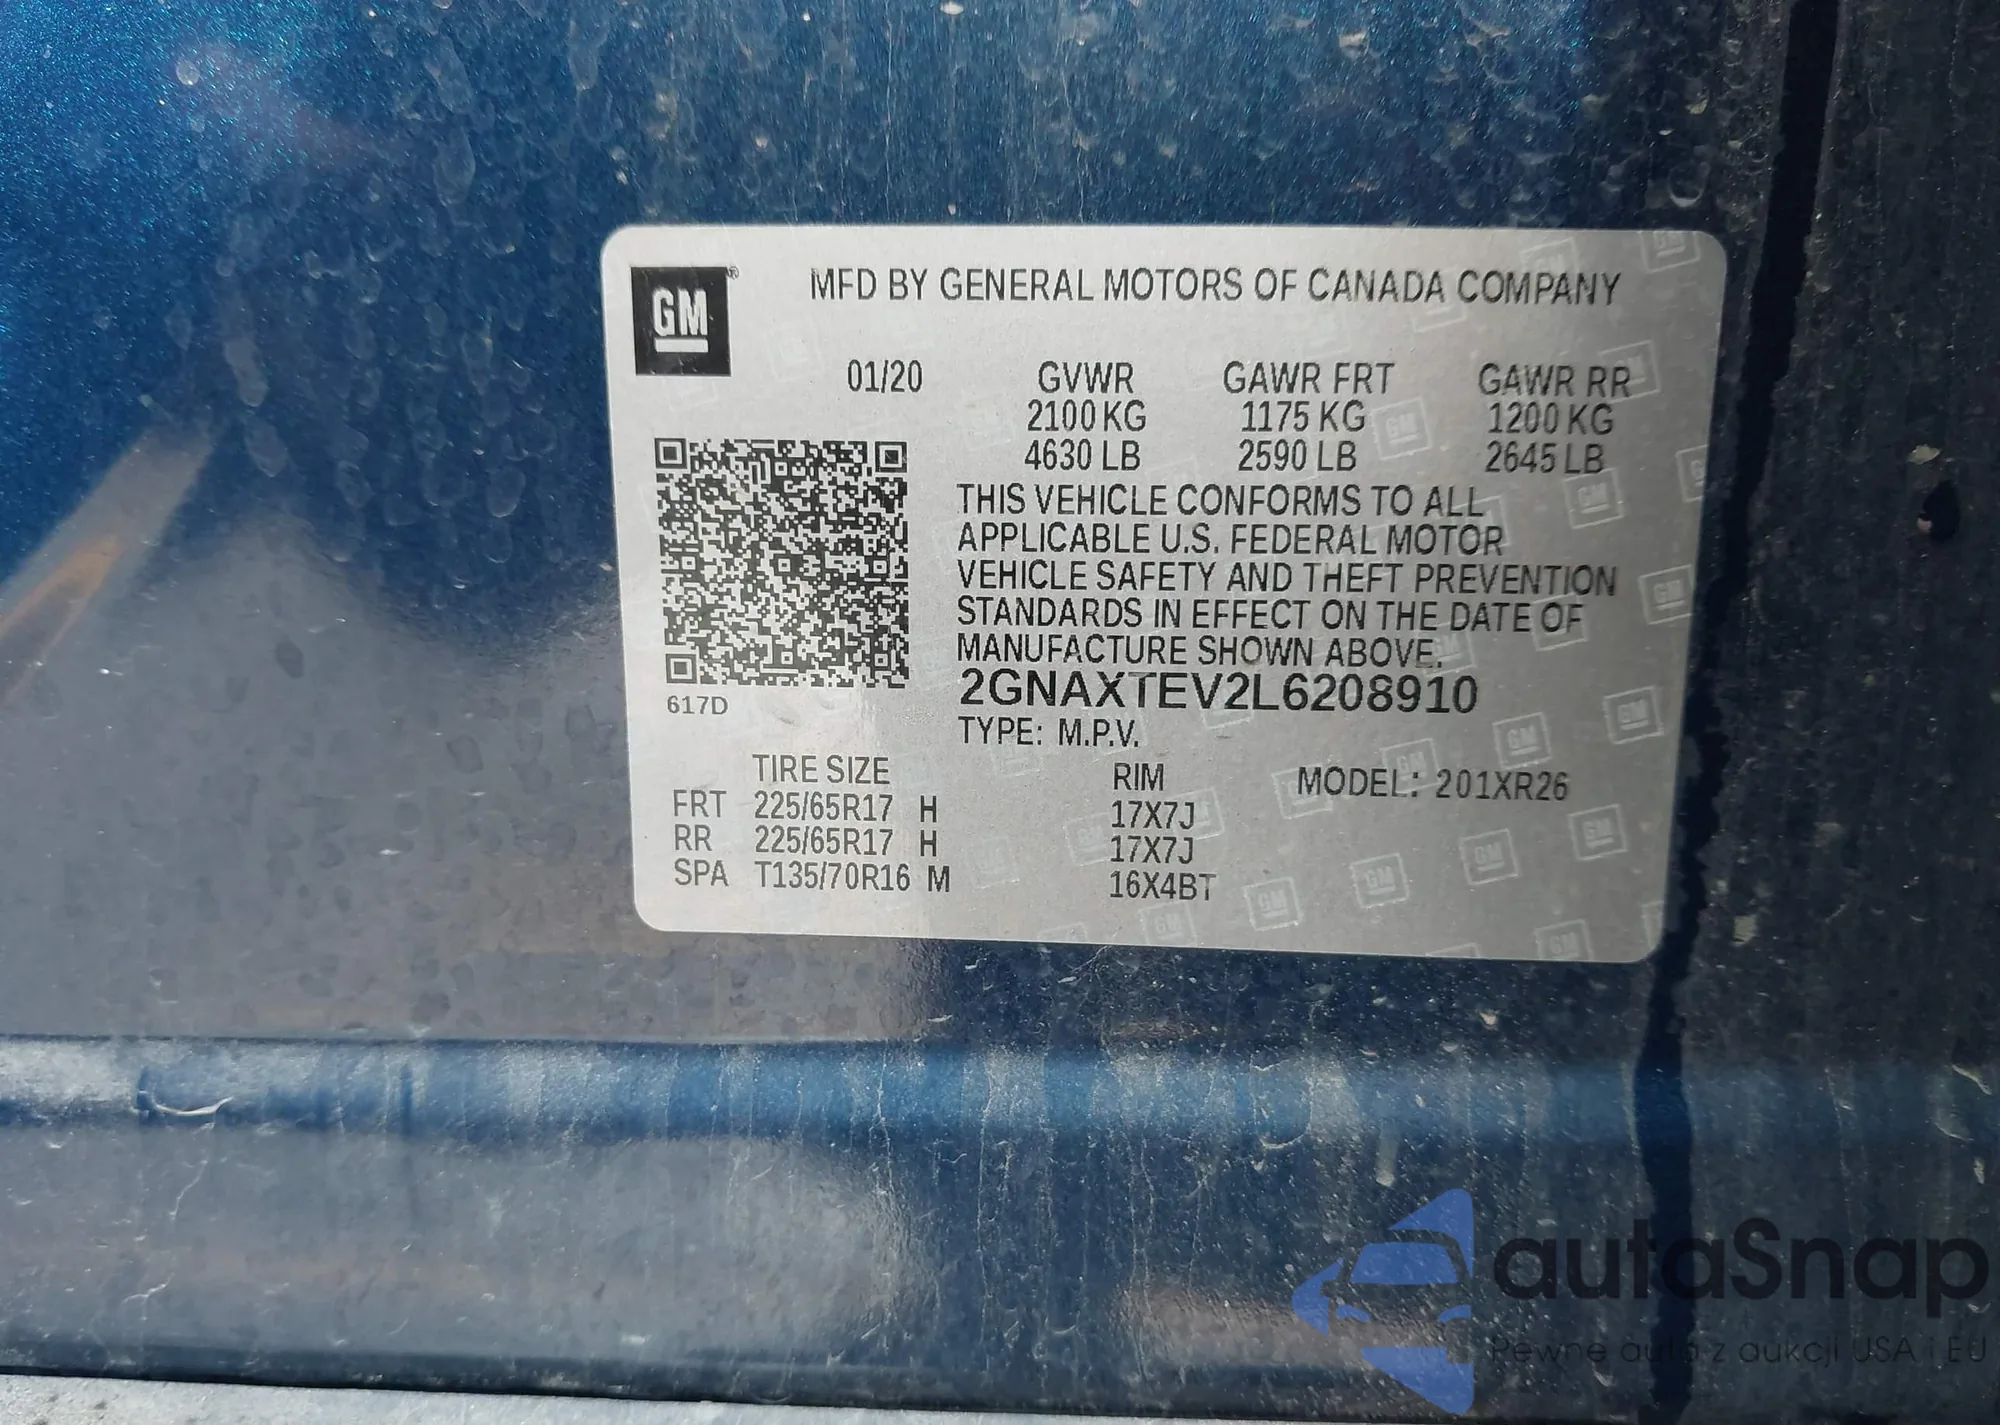 GM®
MFD BY GENERAL MOTORS OF CANADA COMPANY
01/20 GVWR GAWR FRT GAWR RR
2100 KG 1175 KG 1200 KG
4630 LB 2590 LB 2645 LB
THIS VEHICLE CONFORMS TO ALL
APPLICABLE U.S. FEDERAL MOTOR
VEHICLE SAFETY AND THEFT PREVENTION
STANDARDS IN EFFECT ON THE DATE OF
MANUFACTURE SHOWN ABOVE.
617D
2GNAXTEV2L6208910
TYPE: M.P.V.
TIRE SIZE RIM MODEL: 201XR26
FRT 225/65R17 H 17X7J
RR 225/65R17 H 17X7J
SPA T135/70R16 M 16X4BT
autaSnap
Pewne auta z aukcji USA i EU